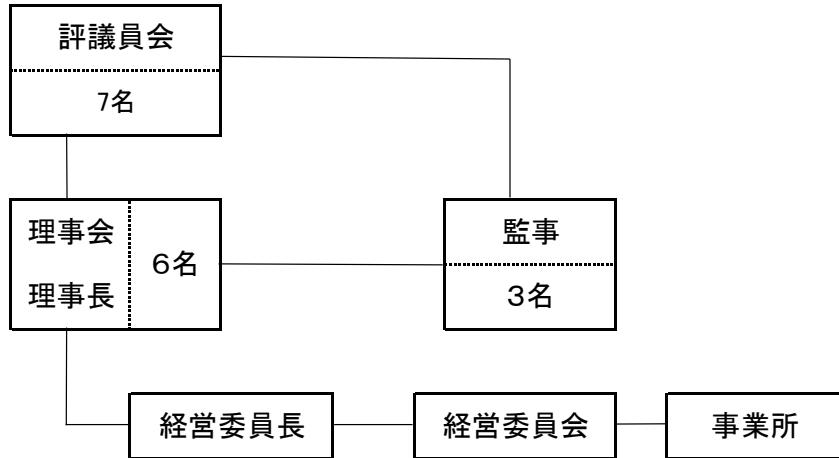 評議員会
7名
理事会
理事長
６名
監事
３名
経営委員長
経営委員会
事業所